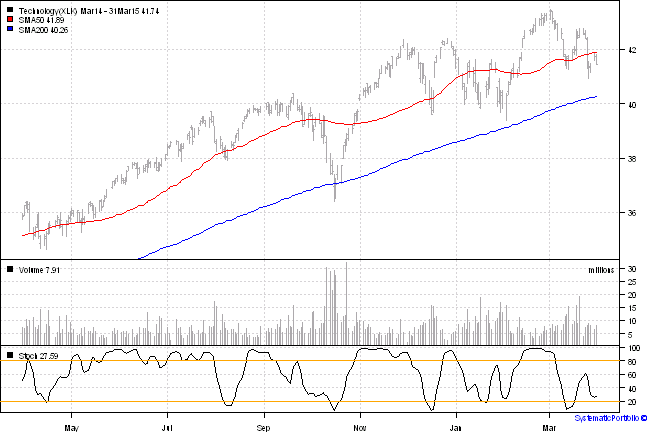 Technology(XLK) Mar14 - 31Mar15 41.74
SMA50 41.89
SMA200 40.26
42
40
38
36
Volume 7.91
millions
30
25
20
15
10
5
Stoch 27.59
100
80
60
40
20
May
Jul
Sep
Nov
Jan
Mar
SystematicPortfolio ©